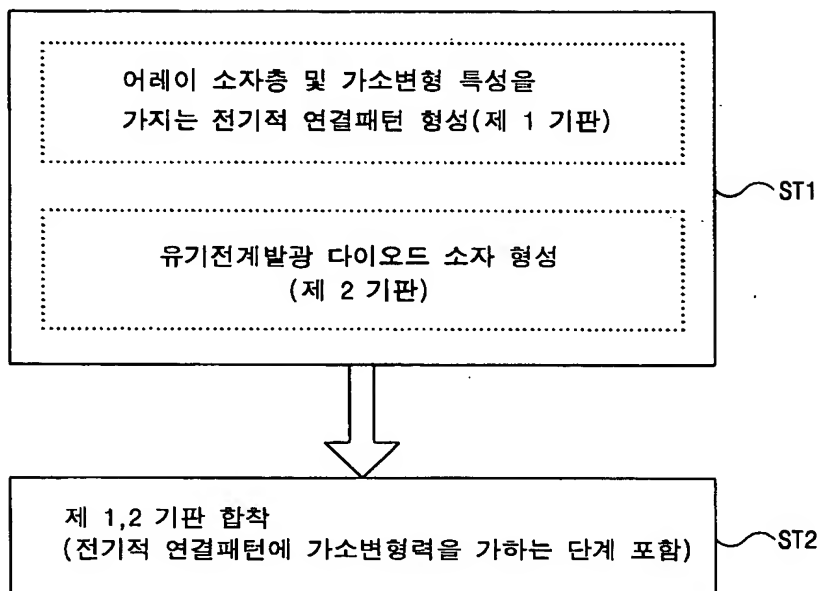 어레이 소자층 및 가소변형 특성을
가지는 전기적 연결패턴 형성(제 1 기판)
ST1
유기전계발광 다이오드 소자 형성
(제 2 기판)
제 1,2 기판 합착
(전기적 연결패턴에 가소변형력을 가하는 단계 포함)
ST2